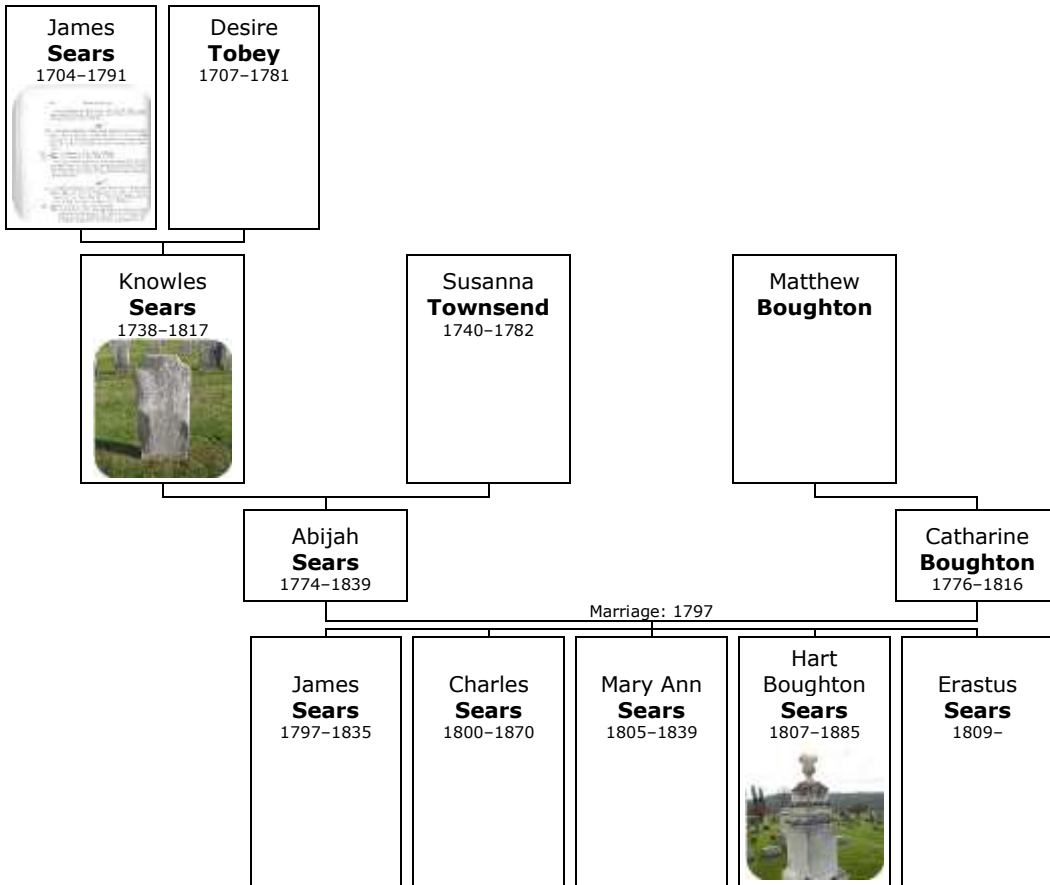 James
Sears
1704–1791
Desire
Tobey
1707–1781
Knowles
Sears
1738–1817
Susanna
Townsend
1740–1782
Matthew
Boughton
Abijah
Sears
1774–1839
Catharine
Boughton
1776–1816
Marriage: 1797
James
Sears
1797–1835
Charles
Sears
1800–1870
Mary Ann
Sears
1805–1839
Hart
Boughton
Sears
1807–1885
Erastus
Sears
1809–